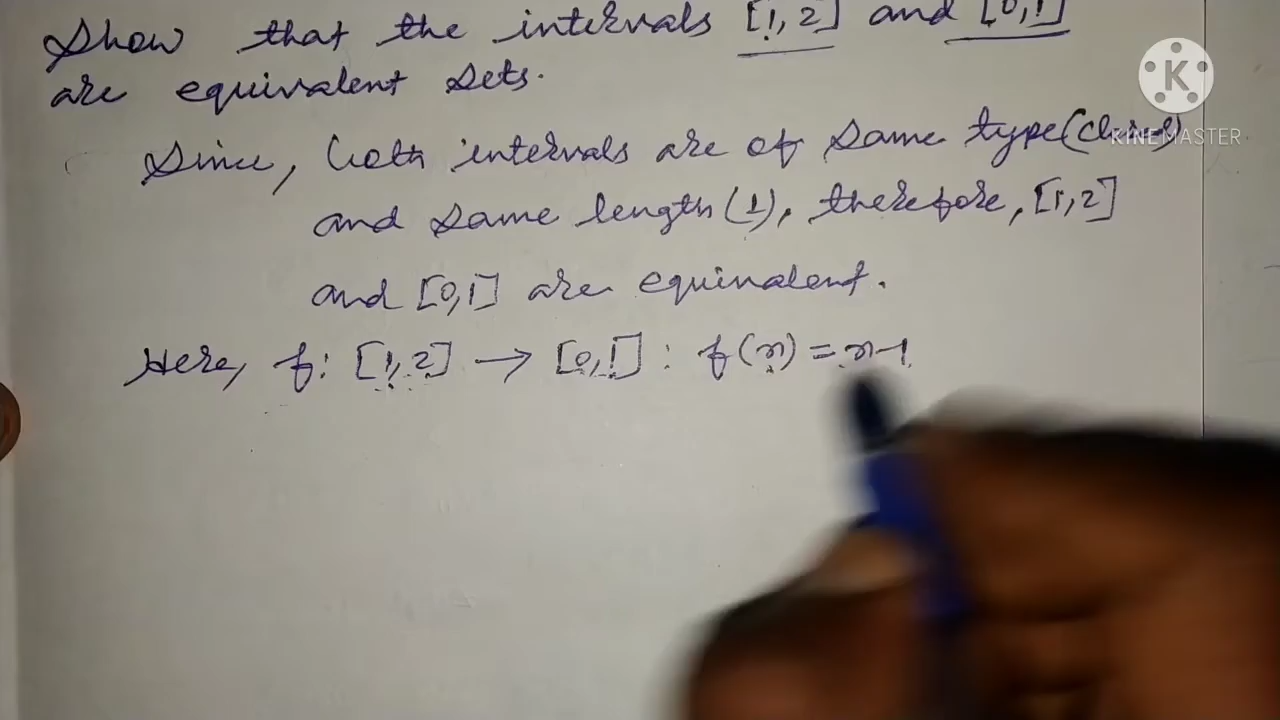 Show that the intervals [1, 2] and [0,1]
are equivalent sets.
Since, both intervals are of same type (closed)
KINEMASTER
and same length (1), therefore, [1, 2]
and [0,1] are equivalent.
Here, f: [1, 2] → [0,1] : f(x) = x-1